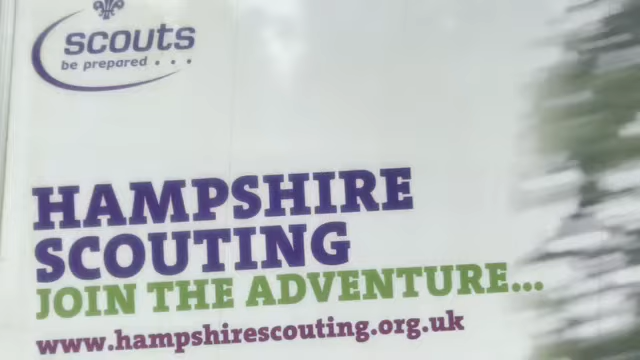 scouts
be prepared...
HAMPSHIRE
SCOUTING
JOIN THE ADVENTURE...
www.hampshirescouting.org.uk